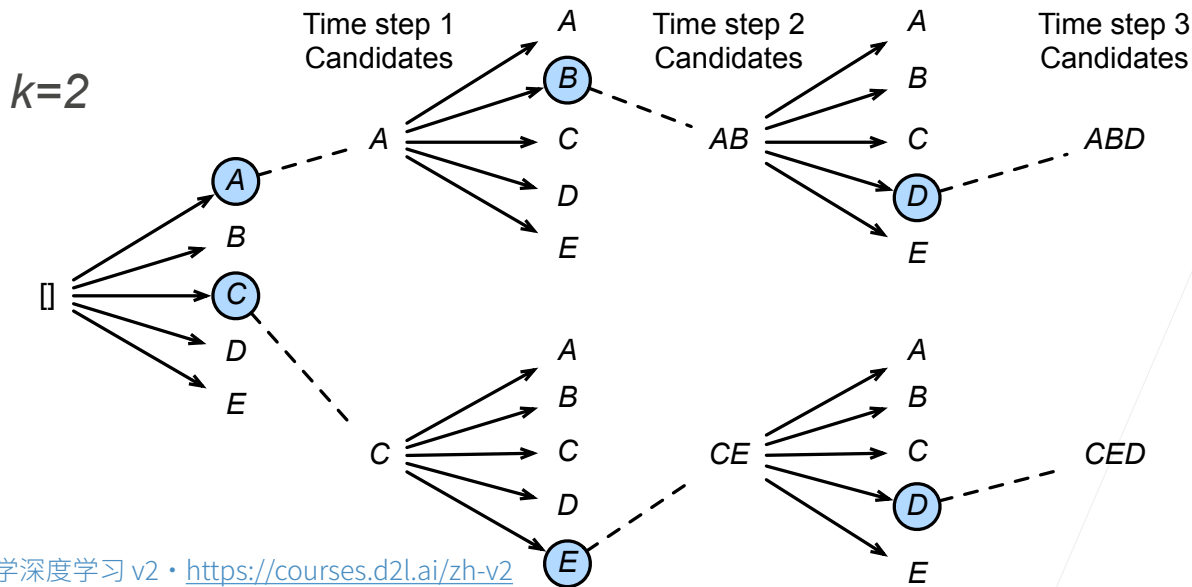 Time step 1
Candidates
Time step 2
Candidates
Time step 3
Candidates
k=2
[]
A
B
C
D
E
A
A
B
C
D
E
C
A
B
C
D
E
AB
A
B
C
D
E
CE
A
B
C
D
E
ABD
CED
学深度学习 v2 • https://courses.d2l.ai/zh-v2